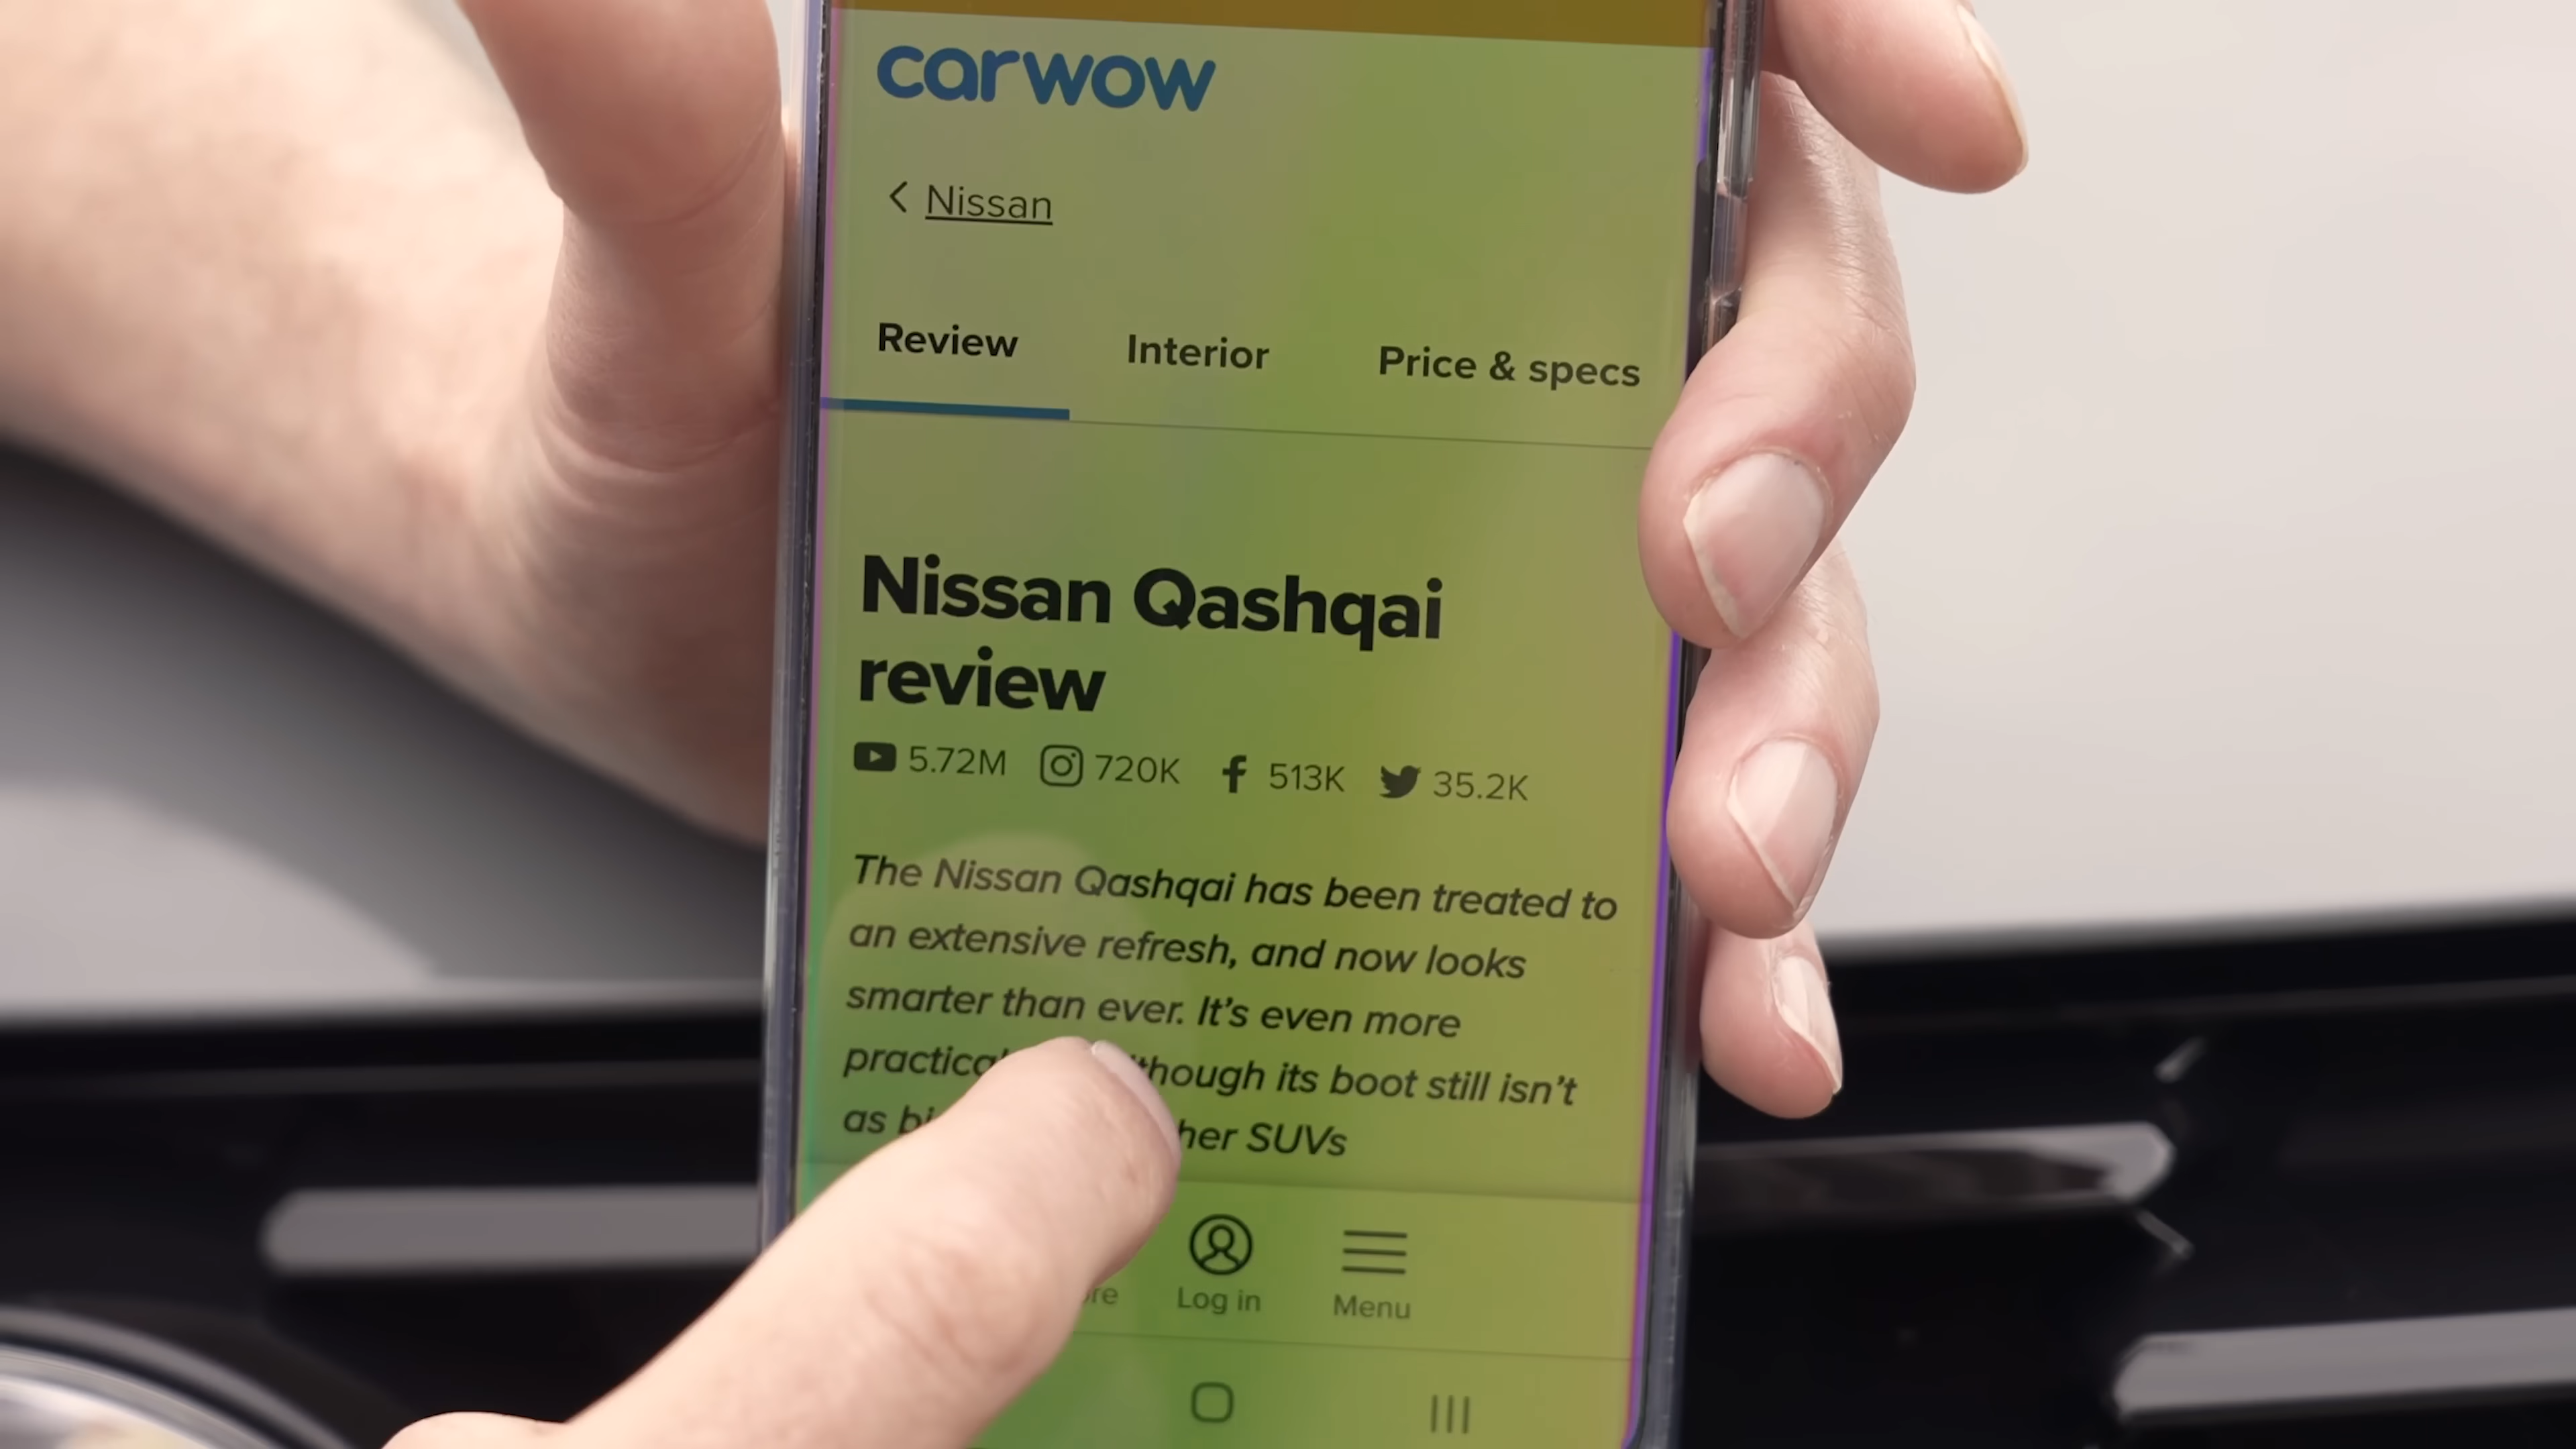 carwow
Nissan
Review Interior Price & specs
Nissan Qashqai
review
5.72M 720K 513K 35.2K
The Nissan Qashqai has been treated to
an extensive refresh, and now looks
smarter than ever. It's even more
its boot still isn't
as SUVs
Log in Menu